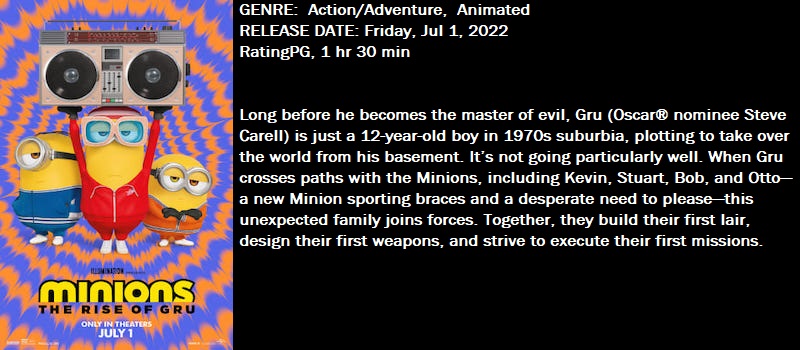 GENRE:  Action/Adventure,  Animated
RELEASE DATE: Friday, Jul 1, 2022
RatingPG, 1 hr 30 min
Long before he becomes the master of evil, Gru (Oscar® nominee Steve
Carell) is just a 12-year-old boy in 1970s suburbia, plotting to take over
the world from his basement. It’s not going particularly well. When Gru
crosses paths with the Minions, including Kevin, Stuart, Bob, and Otto—
a new Minion sporting braces and a desperate need to please—this
unexpected family joins forces. Together, they build their first lair,
design their first weapons, and strive to execute their first missions.
ILLUMINATION
minions
THE RISE OF GRU
ONLY IN THEATERS
JULY 1